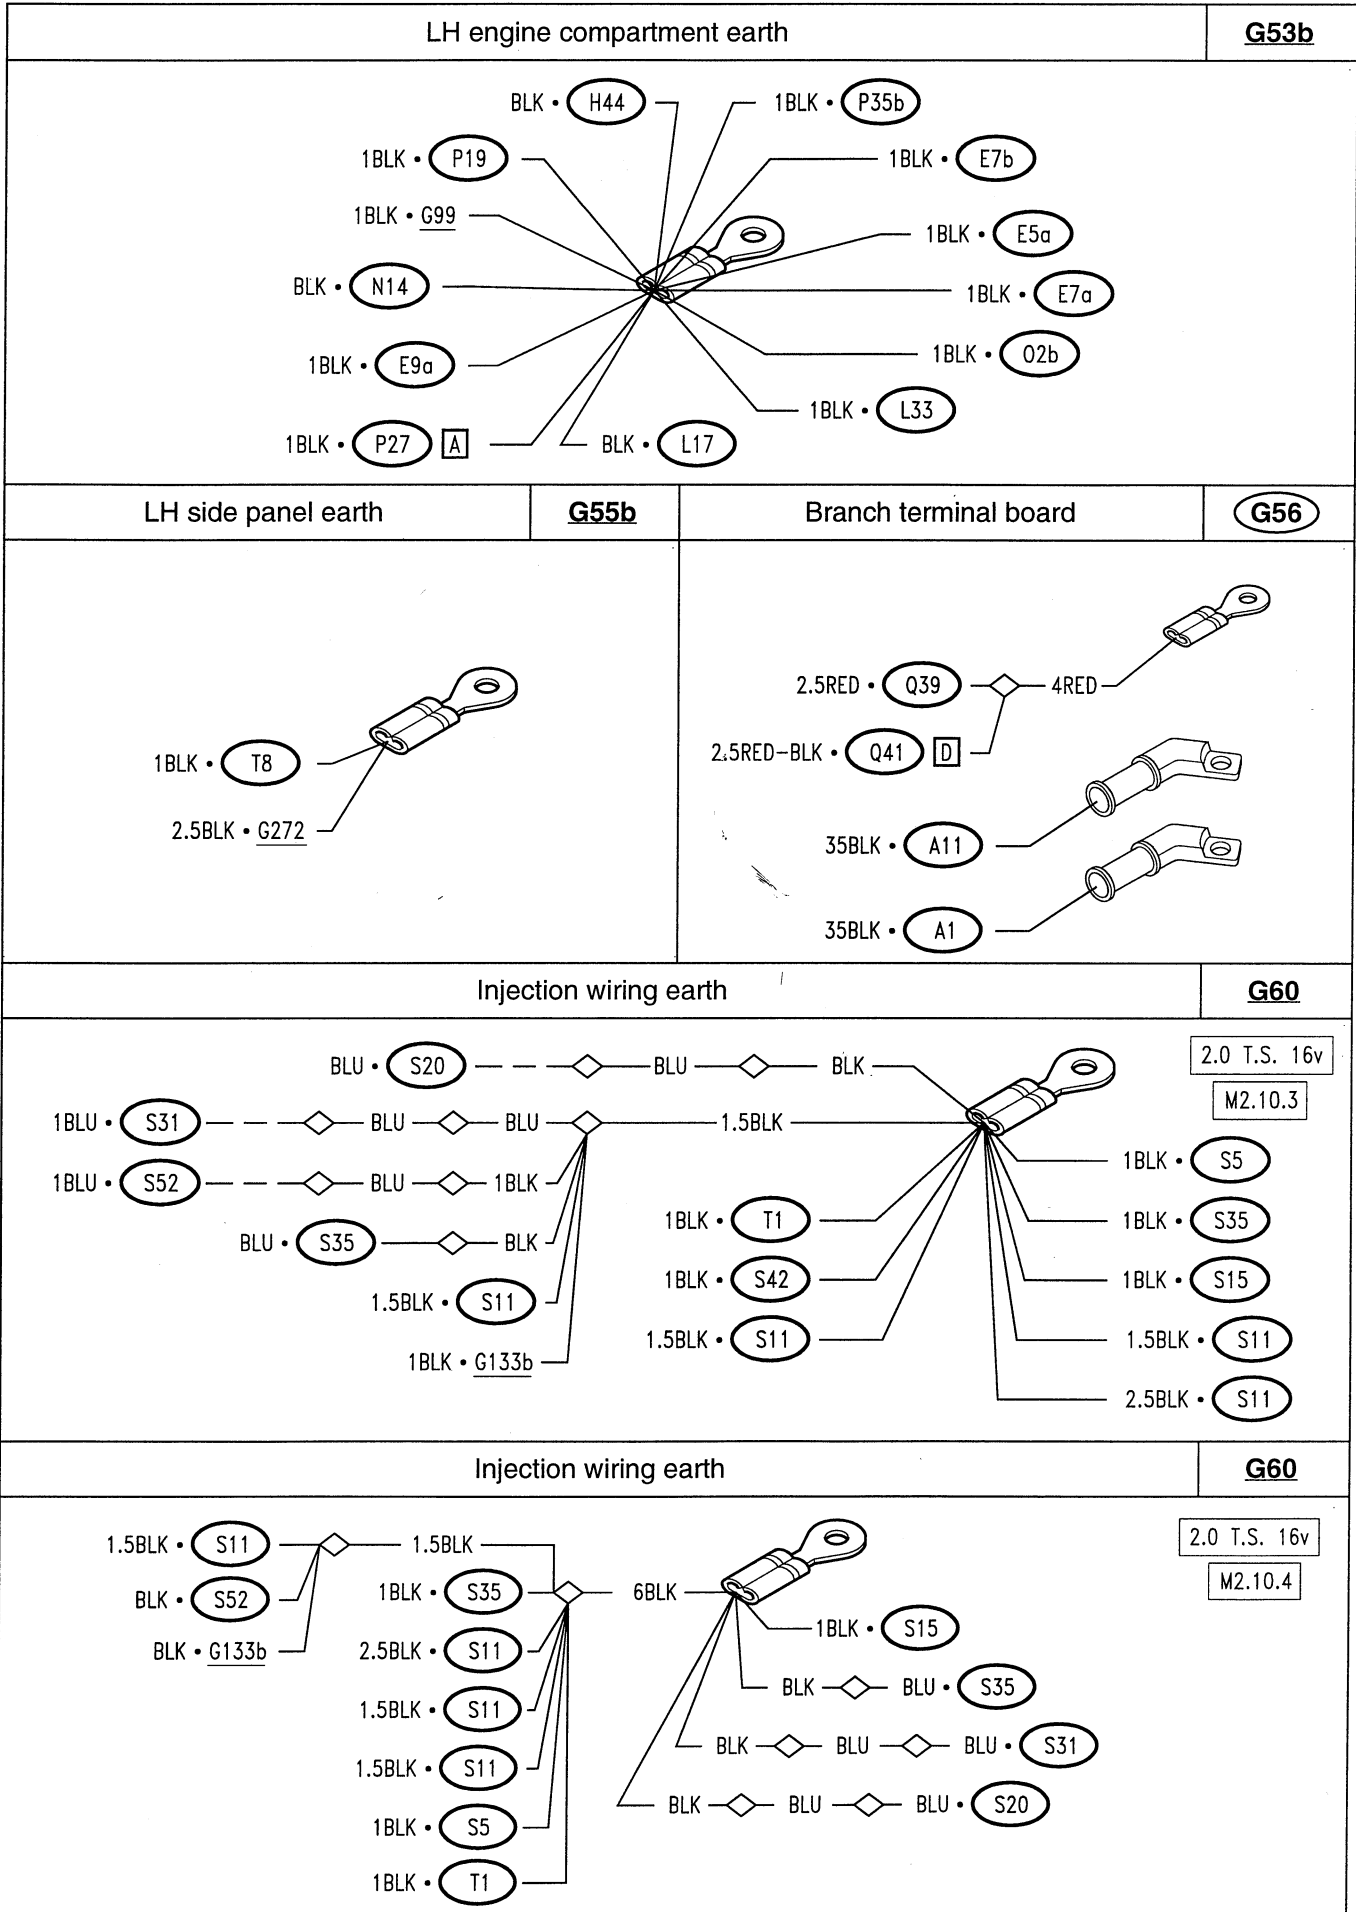 LH engine compartment earth G53b
BLK • H44
1BLK • P35b
1BLK • P19
1BLK • E7b
1BLK • G99
1BLK • E5a
BLK • N14
1BLK • E7a
1BLK • E9a
1BLK • O2b
1BLK • L33
1BLK • P27 A
BLK • L17
LH side panel earth G55b
1BLK • T8
2.5BLK • G272
Branch terminal board G56
2.5RED • Q39 4RED
2.5RED-BLK • Q41 D
35BLK • A11
35BLK • A1
Injection wiring earth G60
2.0 T.S. 16v
M2.10.3
BLU • S20 BLU BLK
1BLU • S31 BLU BLU 1.5BLK
1BLU • S52 BLU 1BLK
BLU • S35 BLK
1.5BLK • S11
1BLK • G133b
1BLK • T1
1BLK • S42
1.5BLK • S11
1BLK • S5
1BLK • S35
1BLK • S15
1.5BLK • S11
2.5BLK • S11
Injection wiring earth G60
2.0 T.S. 16v
M2.10.4
1.5BLK • S11 1.5BLK
BLK • S52
BLK • G133b
1BLK • S35 6BLK
2.5BLK • S11
1.5BLK • S11
1.5BLK • S11
1BLK • S5
1BLK • T1
1BLK • S15
BLK BLU • S35
BLK BLU BLU • S31
BLK BLU BLU • S20